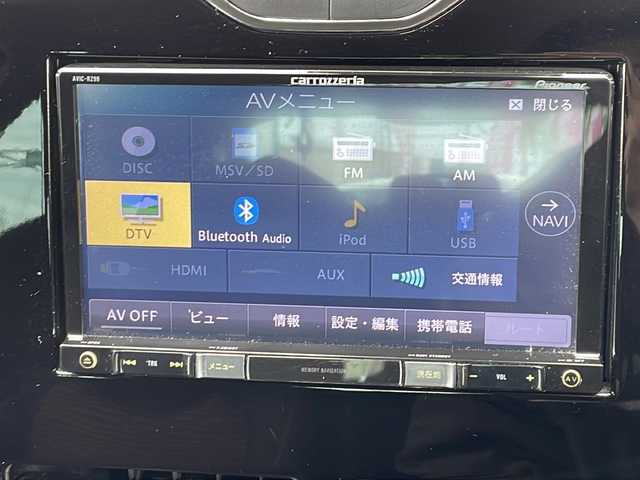 AVIC-RZ99
carrozzeria
Pioneer
AVメニュー
閉じる
DISC
MSV/SD
FM
AM
DTV
Bluetooth Audio
iPod
USB
NAVI
HDMI
AUX
交通情報
AV OFF
ビュー
情報
設定・編集
携帯電話
ルート
TRK
メニュー
MEMORY NAVIGATION
現在地
− VOL +
AV